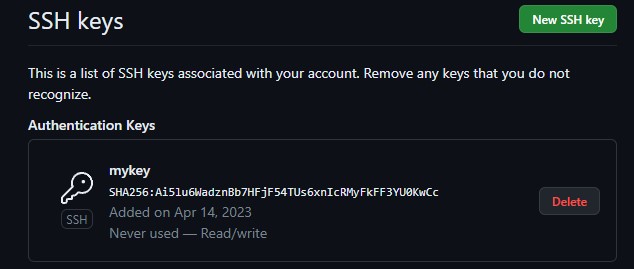 SSH keys
New SSH key
This is a list of SSH keys associated with your account. Remove any keys that you do not
recognize.
Authentication Keys
mykey
SHA256:Ai5lu6WadznBb7HFjF54TUs6xnIcRMyFkFF3YU0KwCc
Added on Apr 14, 2023
SSH
Never used — Read/write
Delete